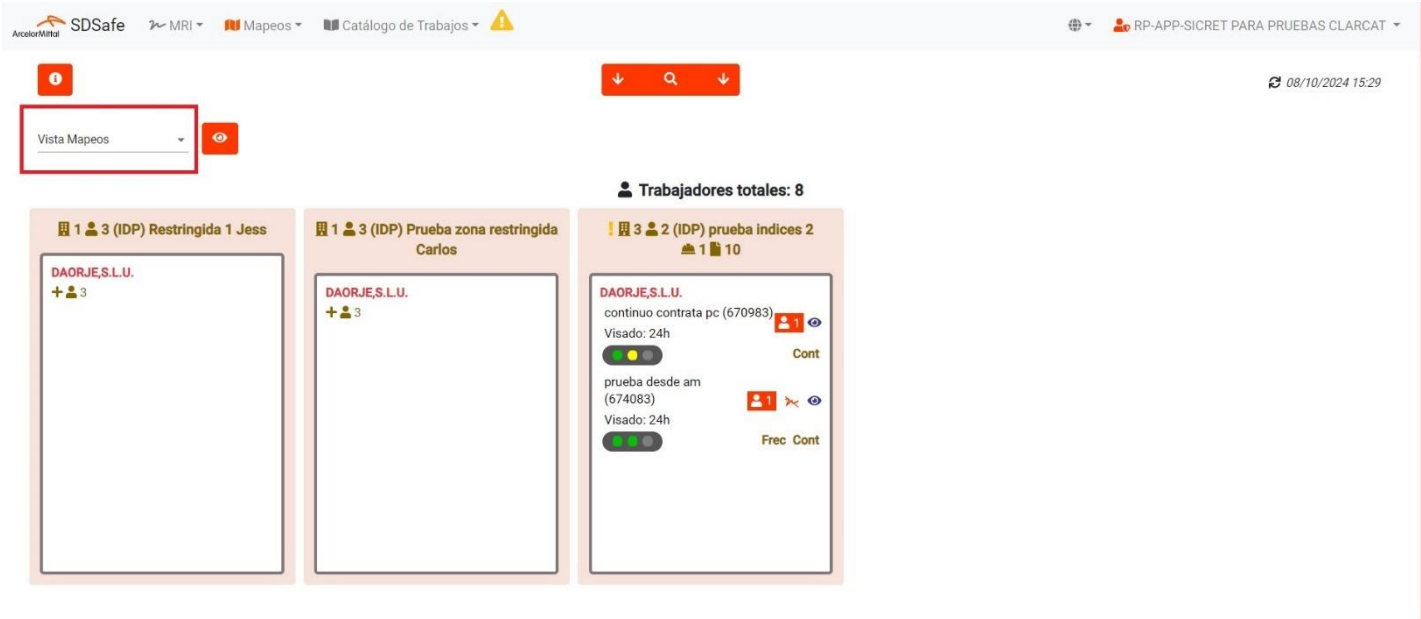 ArcelorMittal SDSafe MRI Mapeos Catálogo de Trabajos RP-APP-SICRET PARA PRUEBAS CLARCAT
08/10/2024 15:29
Vista Mapeos
Trabajadores totales: 8
1 3 (IDP) Restringida 1 Jess
DAORJE,S.L.U.
+ 3
1 3 (IDP) Prueba zona restringida
Carlos
DAORJE,S.L.U.
+ 3
! 3 2 (IDP) prueba indices 2
1 10
DAORJE,S.L.U.
continuo contrata pc (670983)
1
Visado: 24h
Cont
prueba desde am
(674083)
1
Visado: 24h
Frec Cont